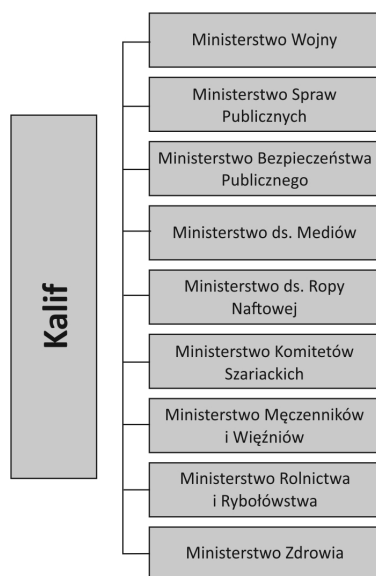 Kalif
Ministerstwo Wojny
Ministerstwo Spraw
Publicznych
Ministerstwo Bezpieczeństwa
Publicznego
Ministerstwo ds. Mediów
Ministerstwo ds. Ropy
Naftowej
Ministerstwo Komitetów
Szariackich
Ministerstwo Męczenników
i Więźniów
Ministerstwo Rolnictwa
i Rybołówstwa
Ministerstwo Zdrowia